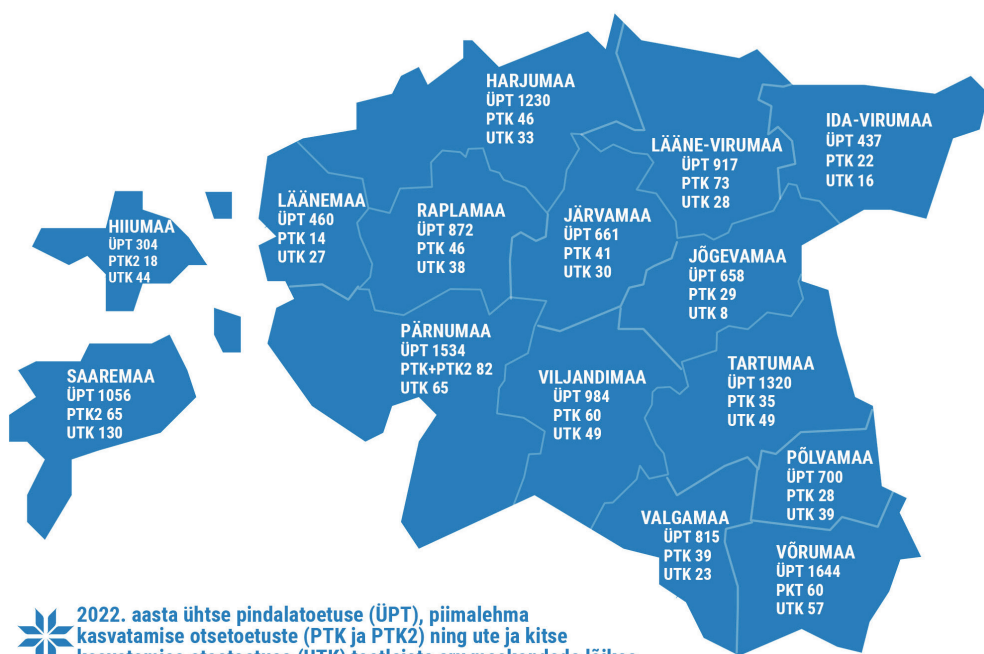 HARJUMAA
ÜPT 1230
PTK 46
UTK 33
IDA-VIRUMAA
ÜPT 437
PTK 22
UTK 16
LÄÄNE-VIRUMAA
ÜPT 917
PTK 73
UTK 28
LÄÄNEMAA
ÜPT 460
PTK 14
UTK 27
RAPLAMAA
ÜPT 872
PTK 46
UTK 38
JÄRVAMAA
ÜPT 661
PTK 41
UTK 30
HIIUMAA
ÜPT 304
PTK2 18
UTK 44
JÕGEVAMAA
ÜPT 658
PTK 29
UTK 8
PÄRNUMAA
ÜPT 1534
PTK+PTK2 82
UTK 65
SAAREMAA
ÜPT 1056
PTK2 65
UTK 130
VILJANDIMAA
ÜPT 984
PTK 60
UTK 49
TARTUMAA
ÜPT 1320
PTK 35
UTK 49
PÕLVAMAA
ÜPT 700
PTK 28
UTK 39
VALGAMAA
ÜPT 815
PTK 39
UTK 23
VÕRUMAA
ÜPT 1644
PKT 60
UTK 57
2022. aasta ühtse pindalatoetuse (ÜPT), piimalehma
kasvatamise otsetoetuste (PTK ja PTK2) ning ute ja kitse